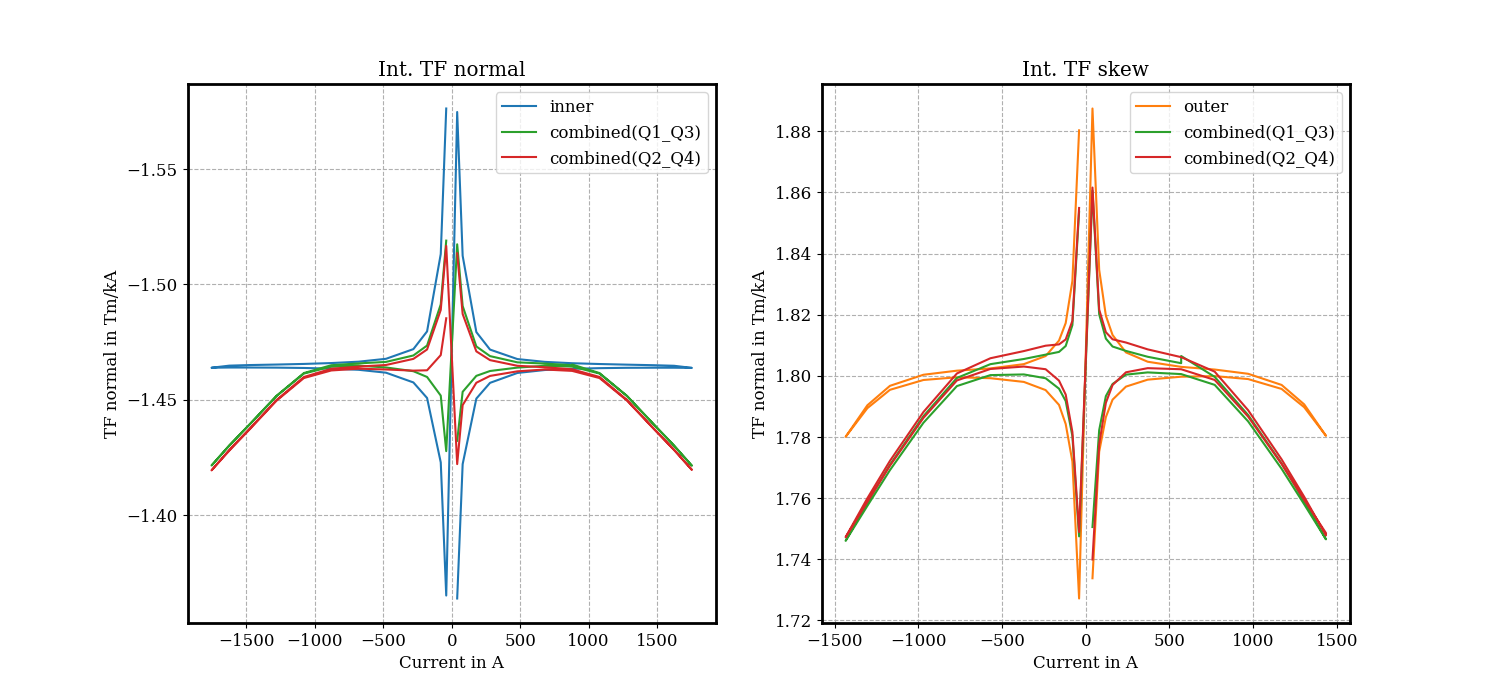 Int. TF normal
inner
combined(Q1_Q3)
combined(Q2_Q4)
TF normal in Tm/kA
−1.55
−1.50
−1.45
−1.40
−1500
−1000
−500
0
500
1000
1500
Current in A
Int. TF skew
outer
combined(Q1_Q3)
combined(Q2_Q4)
TF normal in Tm/kA
1.88
1.86
1.84
1.82
1.80
1.78
1.76
1.74
1.72
−1500
−1000
−500
0
500
1000
1500
Current in A